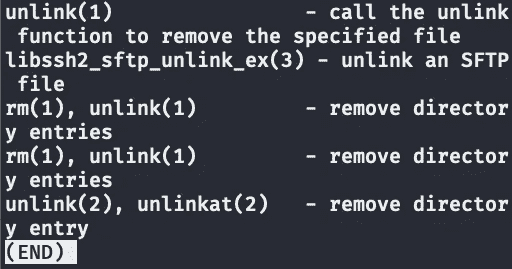 unlink(1)                - call the unlink
 function to remove the specified file
libssh2_sftp_unlink_ex(3) - unlink an SFTP
 file
rm(1), unlink(1)         - remove director
y entries
rm(1), unlink(1)         - remove director
y entries
unlink(2), unlinkat(2)   - remove director
y entry
(END)